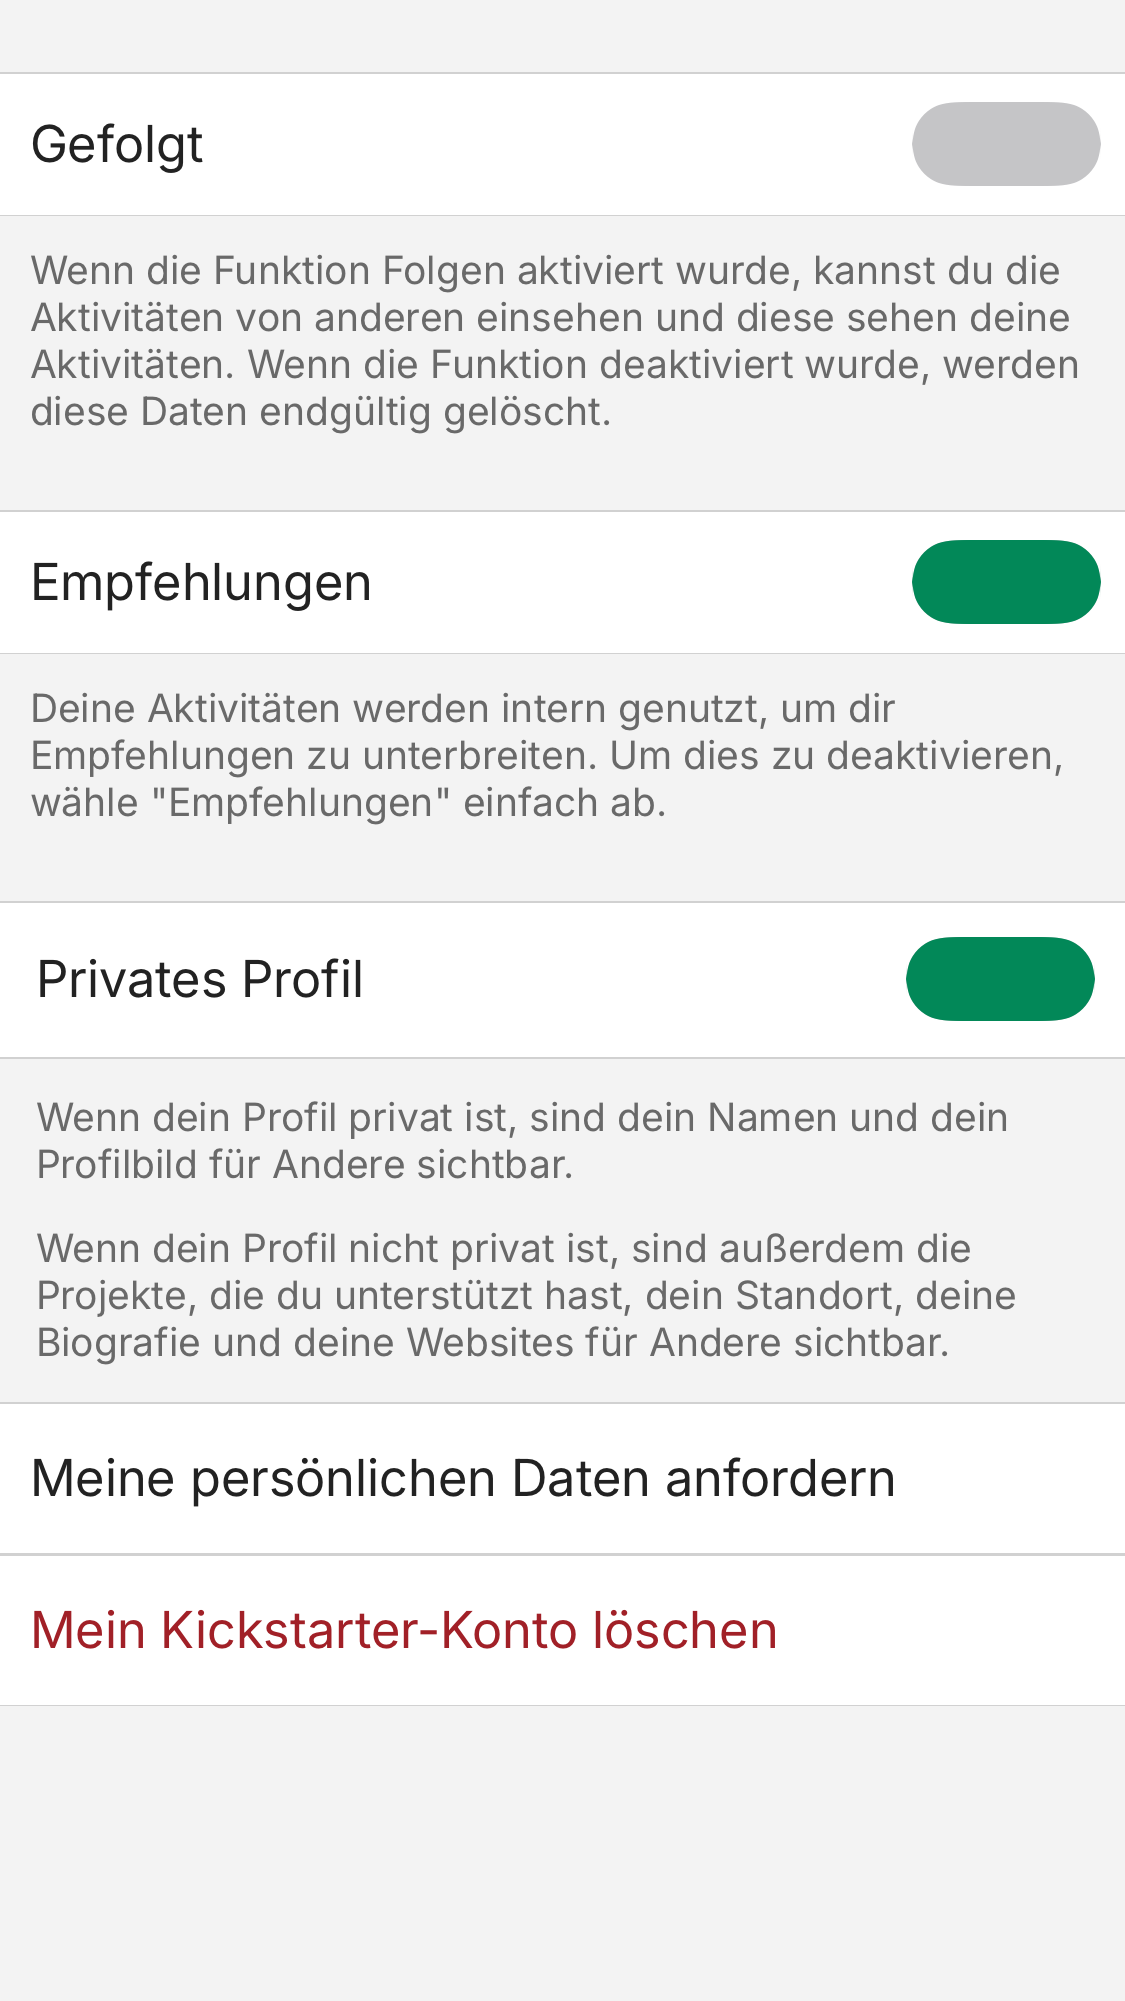 Gefolgt
Wenn die Funktion Folgen aktiviert wurde, kannst du die
Aktivitäten von anderen einsehen und diese sehen deine
Aktivitäten. Wenn die Funktion deaktiviert wurde, werden
diese Daten endgültig gelöscht.
Empfehlungen
Deine Aktivitäten werden intern genutzt, um dir
Empfehlungen zu unterbreiten. Um dies zu deaktivieren,
wähle "Empfehlungen" einfach ab.
Privates Profil
Wenn dein Profil privat ist, sind dein Namen und dein
Profilbild für Andere sichtbar.
Wenn dein Profil nicht privat ist, sind außerdem die
Projekte, die du unterstützt hast, dein Standort, deine
Biografie und deine Websites für Andere sichtbar.
Meine persönlichen Daten anfordern
Mein Kickstarter-Konto löschen